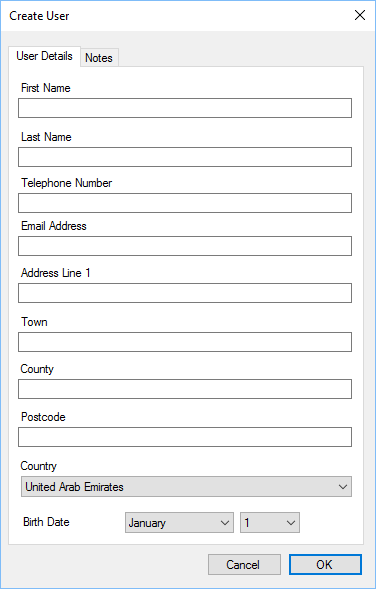 Create User
User Details Notes
First Name
Last Name
Telephone Number
Email Address
Address Line 1
Town
County
Postcode
Country
United Arab Emirates
Birth Date January 1
Cancel OK